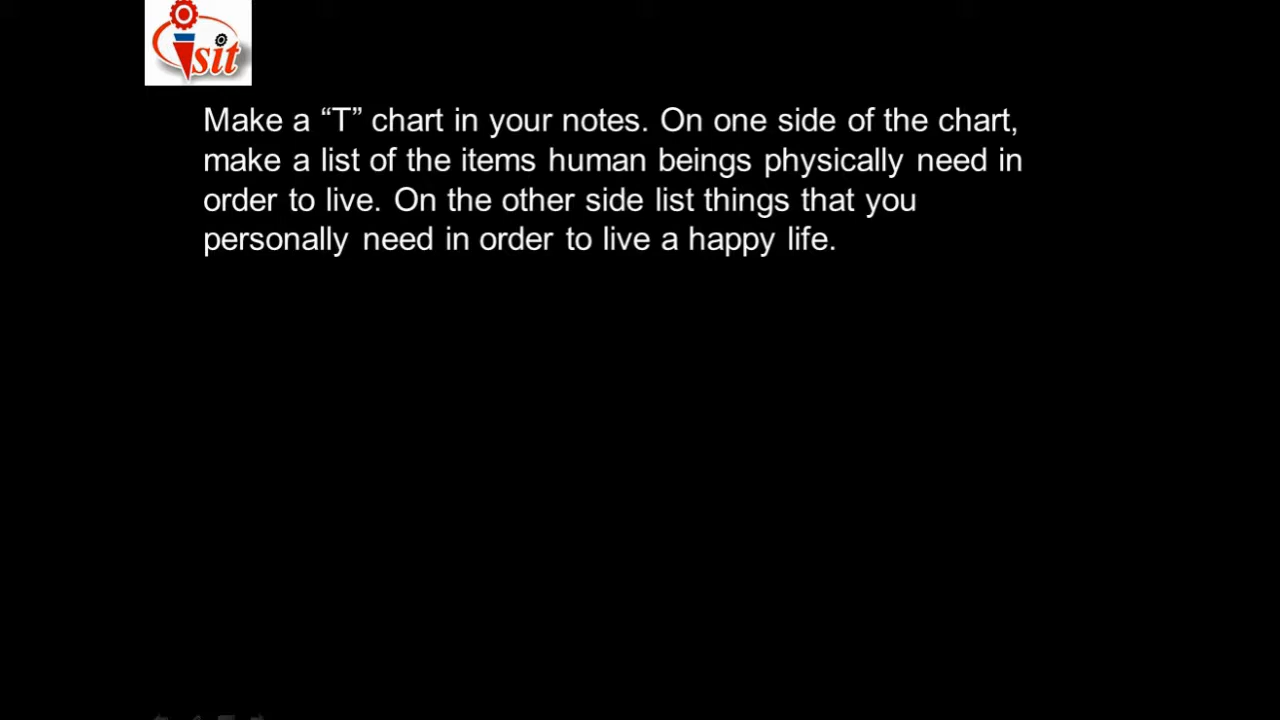 isit
Make a “T” chart in your notes. On one side of the chart,
make a list of the items human beings physically need in
order to live. On the other side list things that you
personally need in order to live a happy life.